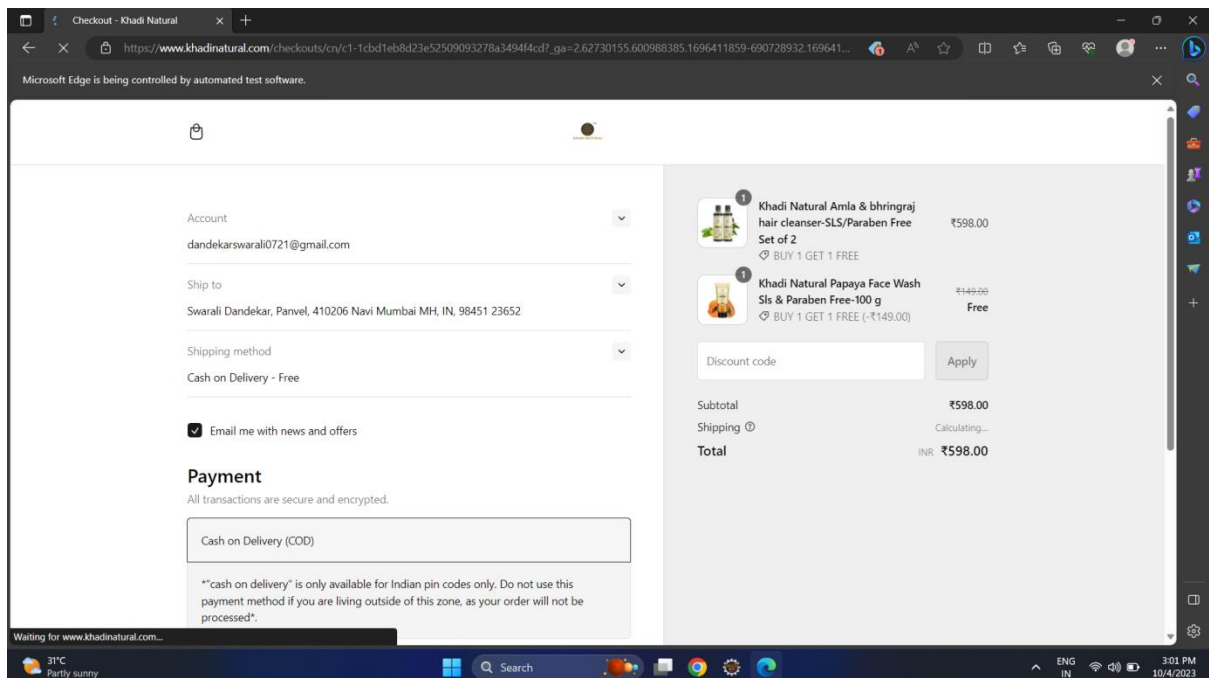 Checkout - Khadi Natural
https://www.khadinatural.com/checkouts/cn/c1-1cbd1eb8d23e52509093278a3494f4cd?_ga=2.62730155.600988385.1696411859-690728932.169641...
Microsoft Edge is being controlled by automated test software.
Account
dandekarswarali0721@gmail.com
Ship to
Swarali Dandekar, Panvel, 410206 Navi Mumbai MH, IN, 98451 23652
Shipping method
Cash on Delivery - Free
Email me with news and offers
Payment
All transactions are secure and encrypted.
Cash on Delivery (COD)
*"cash on delivery" is only available for Indian pin codes only. Do not use this
payment method if you are living outside of this zone, as your order will not be
processed*.
1
Khadi Natural Amla & bhringraj
hair cleanser-SLS/Paraben Free ₹598.00
Set of 2
BUY 1 GET 1 FREE
1
Khadi Natural Papaya Face Wash
Sls & Paraben Free-100 g
₹149.00
Free
BUY 1 GET 1 FREE (-₹149.00)
Discount code Apply
Subtotal ₹598.00
Shipping Calculating...
Total INR ₹598.00
Waiting for www.khadinatural.com...
31°C
Partly sunny
Search
ENG
IN
3:01 PM
10/4/2023